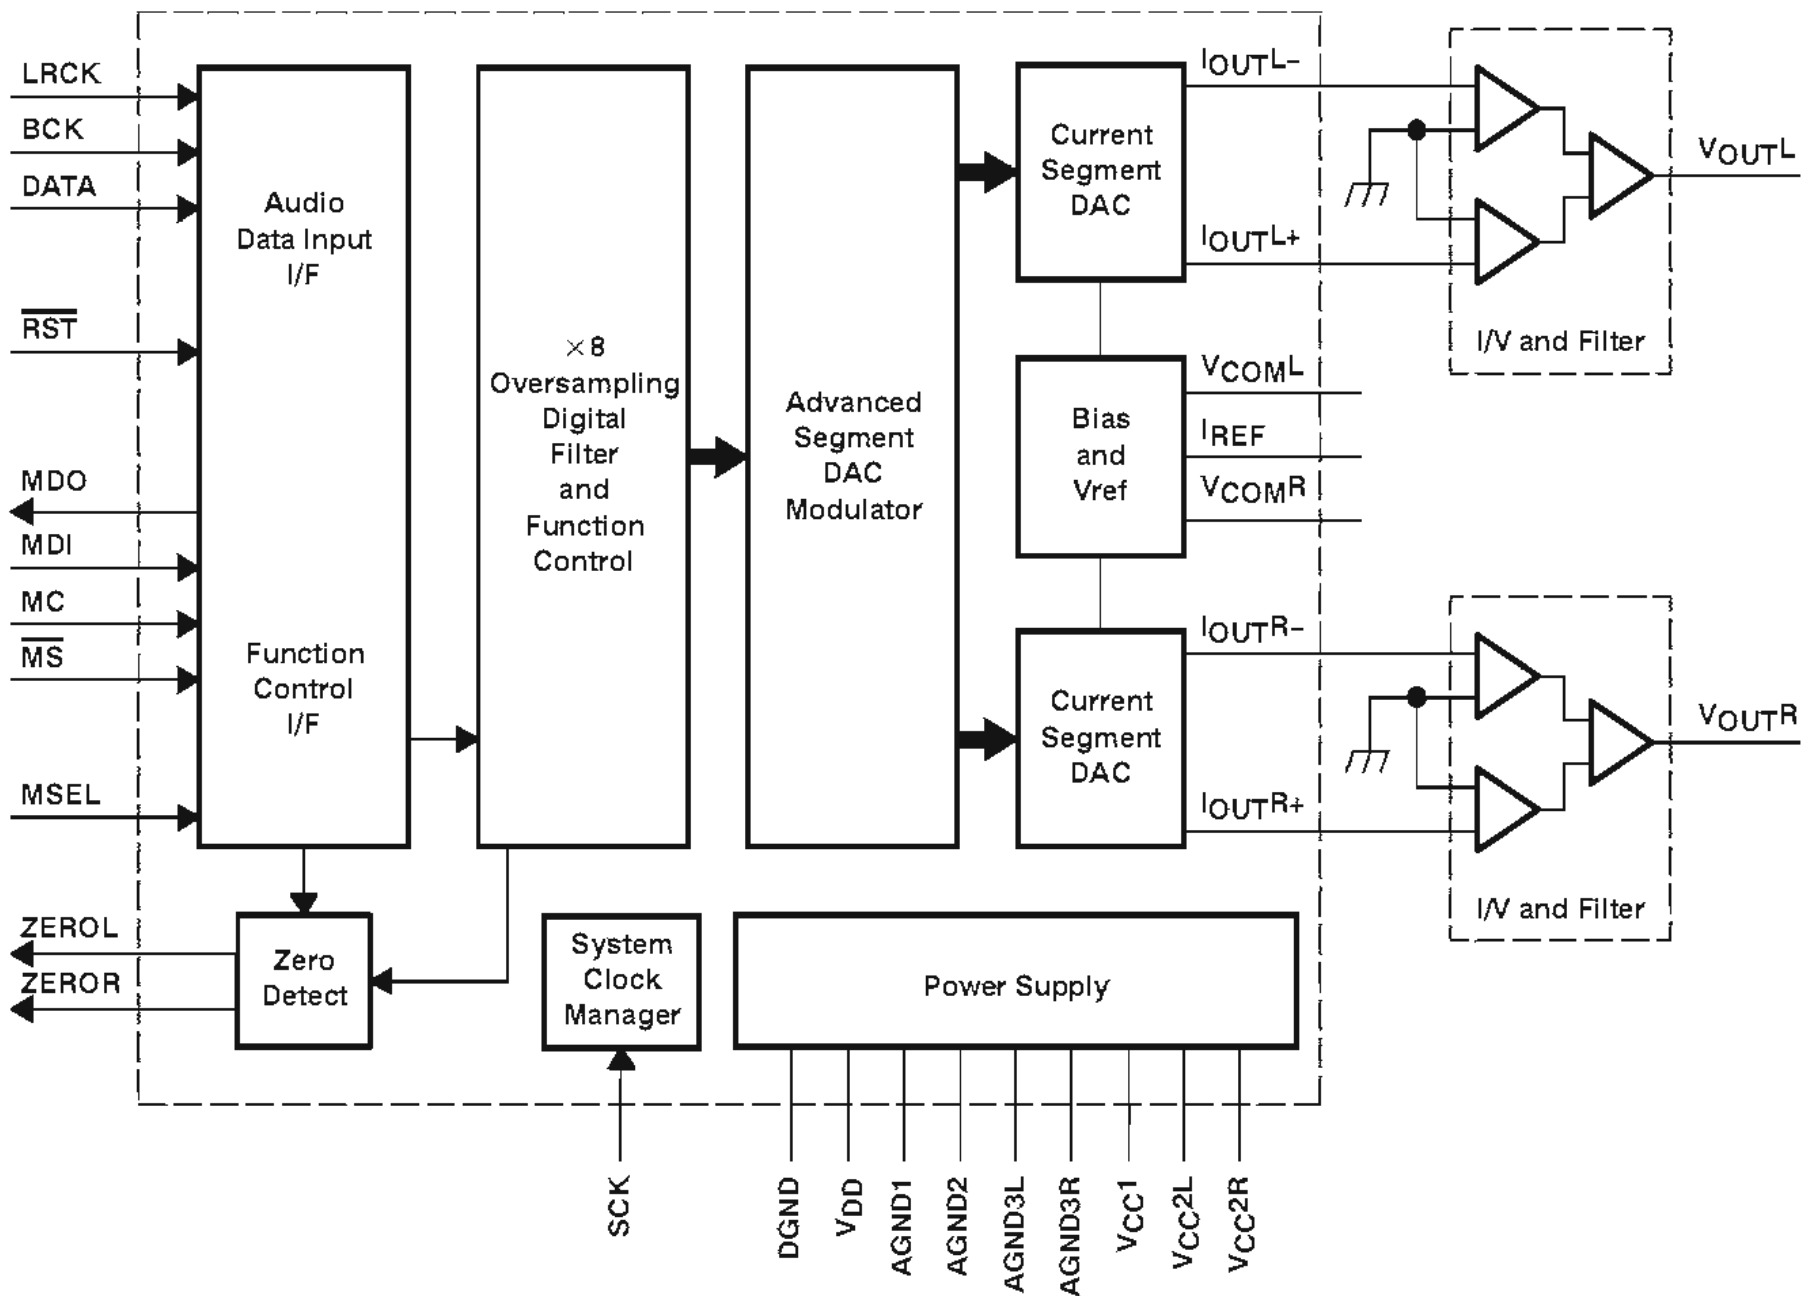 LRCK
BCK
DATA
RST
MDO
MDI
MC
MS
MSEL
ZEROL
ZEROR
Audio
Data Input
I/F
Function
Control
I/F
×8
Oversampling
Digital
Filter
and
Function
Control
Advanced
Segment
DAC
Modulator
Current
Segment
DAC
Bias
and
Vref
Current
Segment
DAC
IOUTL–
IOUTL+
VCOML
IREF
VCOMR
IOUTR–
IOUTR+
VOUTL
I/V and Filter
VOUTR
I/V and Filter
Zero
Detect
System
Clock
Manager
Power Supply
SCK
DGND
VDD
AGND1
AGND2
AGND3L
AGND3R
VCC1
VCC2L
VCC2R